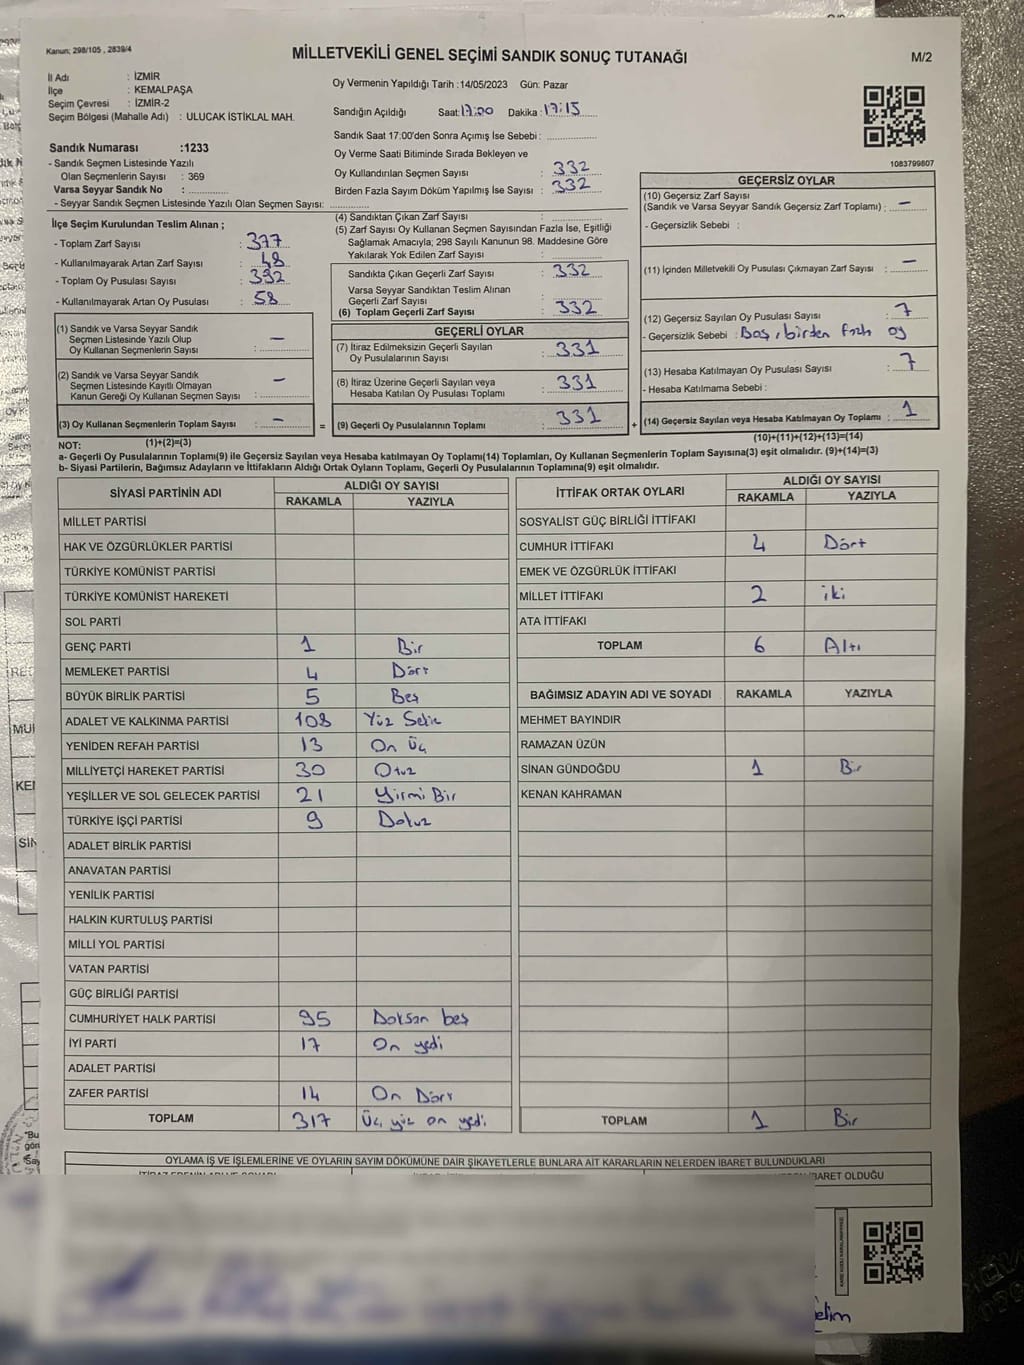 Kanun; 298/105 , 2839/4
MİLLETVEKİLİ GENEL SEÇİMİ SANDIK SONUÇ TUTANAĞI
M/2
İl Adı : İZMİR
İlçe : KEMALPAŞA
Seçim Çevresi : İZMİR-2
Seçim Bölgesi (Mahalle Adı) : ULUCAK İSTİKLAL MAH.
Oy Vermenin Yapıldığı Tarih :14/05/2023 Gün: Pazar
Sandığın Açıldığı Saat:17:00 Dakika :17:15
Sandık Saat 17:00'den Sonra Açımış İse Sebebi :
Oy Verme Saati Bitiminde Sırada Bekleyen ve
Oy Kullandırılan Seçmen Sayısı : 332
Birden Fazla Sayım Döküm Yapılmış İse Sayısı : 332
1083799807
Sandık Numarası :1233
- Sandık Seçmen Listesinde Yazılı
Olan Seçmenlerin Sayısı : 369
Varsa Seyyar Sandık No :
- Seyyar Sandık Seçmen Listesinde Yazılı Olan Seçmen Sayısı:
İlçe Seçim Kurulundan Teslim Alınan ;
- Toplam Zarf Sayısı : 377
- Kullanılmayarak Artan Zarf Sayısı : 48
- Toplam Oy Pusulası Sayısı : 332
- Kullanılmayarak Artan Oy Pusulası : 58
(1) Sandık ve Varsa Seyyar Sandık
Seçmen Listesinde Yazılı Olup
Oy Kullanan Seçmenlerin Sayısı : –
(2) Sandık ve Varsa Seyyar Sandık
Seçmen Listesinde Kayıtlı Olmayan
Kanun Gereği Oy Kullanan Seçmen Sayısı : –
(3) Oy Kullanan Seçmenlerin Toplam Sayısı : – =
(4) Sandıktan Çıkan Zarf Sayısı :
(5) Zarf Sayısı Oy Kullanan Seçmen Sayısından Fazla İse, Eşitliği
Sağlamak Amacıyla; 298 Sayılı Kanunun 98. Maddesine Göre
Yakılarak Yok Edilen Zarf Sayısı :
Sandıkta Çıkan Geçerli Zarf Sayısı : 332
Varsa Seyyar Sandıktan Teslim Alınan
Geçerli Zarf Sayısı :
(6) Toplam Geçerli Zarf Sayısı : 332
GEÇERLİ OYLAR
(7) İtiraz Edilmeksizin Geçerli Sayılan
Oy Pusulalarının Sayısı : 331
(8) İtiraz Üzerine Geçerli Sayılan veya
Hesaba Katılan Oy Pusulası Toplamı : 331
(9) Geçerli Oy Pusulalarının Toplamı : 331 +
GEÇERSİZ OYLAR
(10) Geçersiz Zarf Sayısı
(Sandık ve Varsa Seyyar Sandık Geçersiz Zarf Toplamı) : –
- Geçersizlik Sebebi :
(11) İçinden Milletvekili Oy Pusulası Çıkmayan Zarf Sayısı : –
(12) Geçersiz Sayılan Oy Pusulası Sayısı : 7
- Geçersizlik Sebebi : Boş, birden fazla oy
(13) Hesaba Katılmayan Oy Pusulası Sayısı : 7
- Hesaba Katılmama Sebebi :
(14) Geçersiz Sayılan veya Hesaba Katılmayan Oy Toplamı : 1
NOT: (1)+(2)=(3)
(10)+(11)+(12)+(13)=(14)
a- Geçerli Oy Pusulalarının Toplamı(9) ile Geçersiz Sayılan veya Hesaba katılmayan Oy Toplamı(14) Toplamları, Oy Kullanan Seçmenlerin Toplam Sayısına(3) eşit olmalıdır. (9)+(14)=(3)
b- Siyasi Partilerin, Bağımsız Adayların ve İttifakların Aldığı Ortak Oyların Toplamı, Geçerli Oy Pusulalarının Toplamına(9) eşit olmalıdır.
SİYASİ PARTİNİN ADI ALDIĞI OY SAYISI
RAKAMLA YAZIYLA
MİLLET PARTİSİ
HAK VE ÖZGÜRLÜKLER PARTİSİ
TÜRKİYE KOMÜNİST PARTİSİ
TÜRKİYE KOMÜNİST HAREKETİ
SOL PARTİ
GENÇ PARTİ 1 Bir
MEMLEKET PARTİSİ 4 Dört
BÜYÜK BİRLİK PARTİSİ 5 Beş
ADALET VE KALKINMA PARTİSİ 108 Yüz Sekiz
YENİDEN REFAH PARTİSİ 13 On Üç
MİLLİYETÇİ HAREKET PARTİSİ 30 Otuz
YEŞİLLER VE SOL GELECEK PARTİSİ 21 Yirmi Bir
TÜRKİYE İŞÇİ PARTİSİ 9 Dokuz
ADALET BİRLİK PARTİSİ
ANAVATAN PARTİSİ
YENİLİK PARTİSİ
HALKIN KURTULUŞ PARTİSİ
MİLLİ YOL PARTİSİ
VATAN PARTİSİ
GÜÇ BİRLİĞİ PARTİSİ
CUMHURİYET HALK PARTİSİ 95 Doksan beş
İYİ PARTİ 17 On yedi
ADALET PARTİSİ
ZAFER PARTİSİ 14 On Dört
TOPLAM 317 Üç yüz on yedi
İTTİFAK ORTAK OYLARI ALDIĞI OY SAYISI
RAKAMLA YAZIYLA
SOSYALİST GÜÇ BİRLİĞİ İTTİFAKI
CUMHUR İTTİFAKI 4 Dört
EMEK VE ÖZGÜRLÜK İTTİFAKI
MİLLET İTTİFAKI 2 iki
ATA İTTİFAKI
TOPLAM 6 Altı
BAĞIMSIZ ADAYIN ADI VE SOYADI RAKAMLA YAZIYLA
MEHMET BAYINDIR
RAMAZAN ÜZÜN
SİNAN GÜNDOĞDU 1 Bir
KENAN KAHRAMAN
TOPLAM 1 Bir
OYLAMA İŞ VE İŞLEMLERİNE VE OYLARIN SAYIM DÖKÜMÜNE DAİR ŞİKAYETLERLE BUNLARA AİT KARARLARIN NELERDEN İBARET BULUNDUKLARI
İBARET OLDUĞU